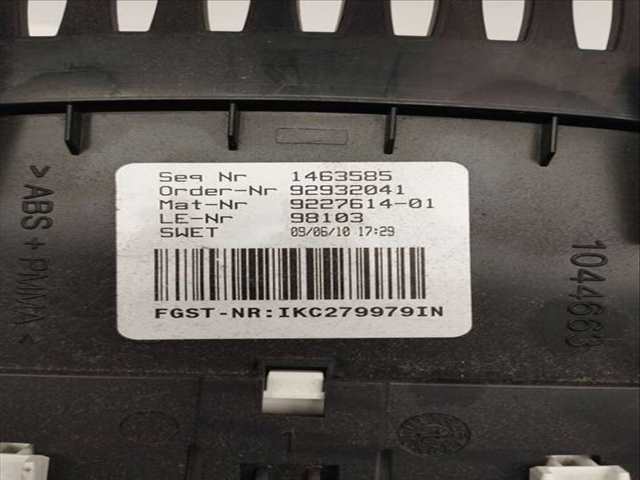 Seq Nr 1463585
Order-Nr 92932041
Mat-Nr 9227614-01
LE-Nr 98103
SWET 09/06/10 17:29
FGST-NR:IKC279979IN
>ABS+PMMA<
1044663